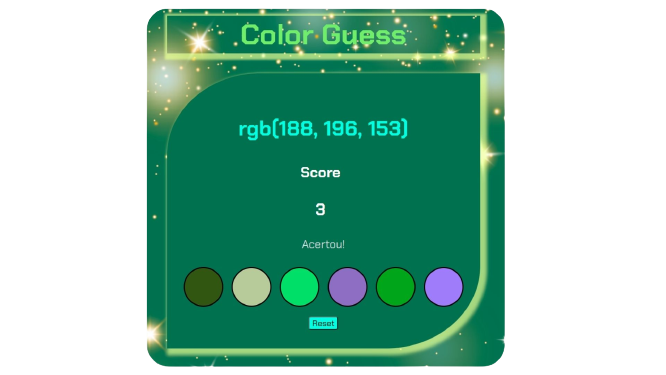 Color Guess
rgb(188, 196, 153)
Score
3
Acertou!
Reset